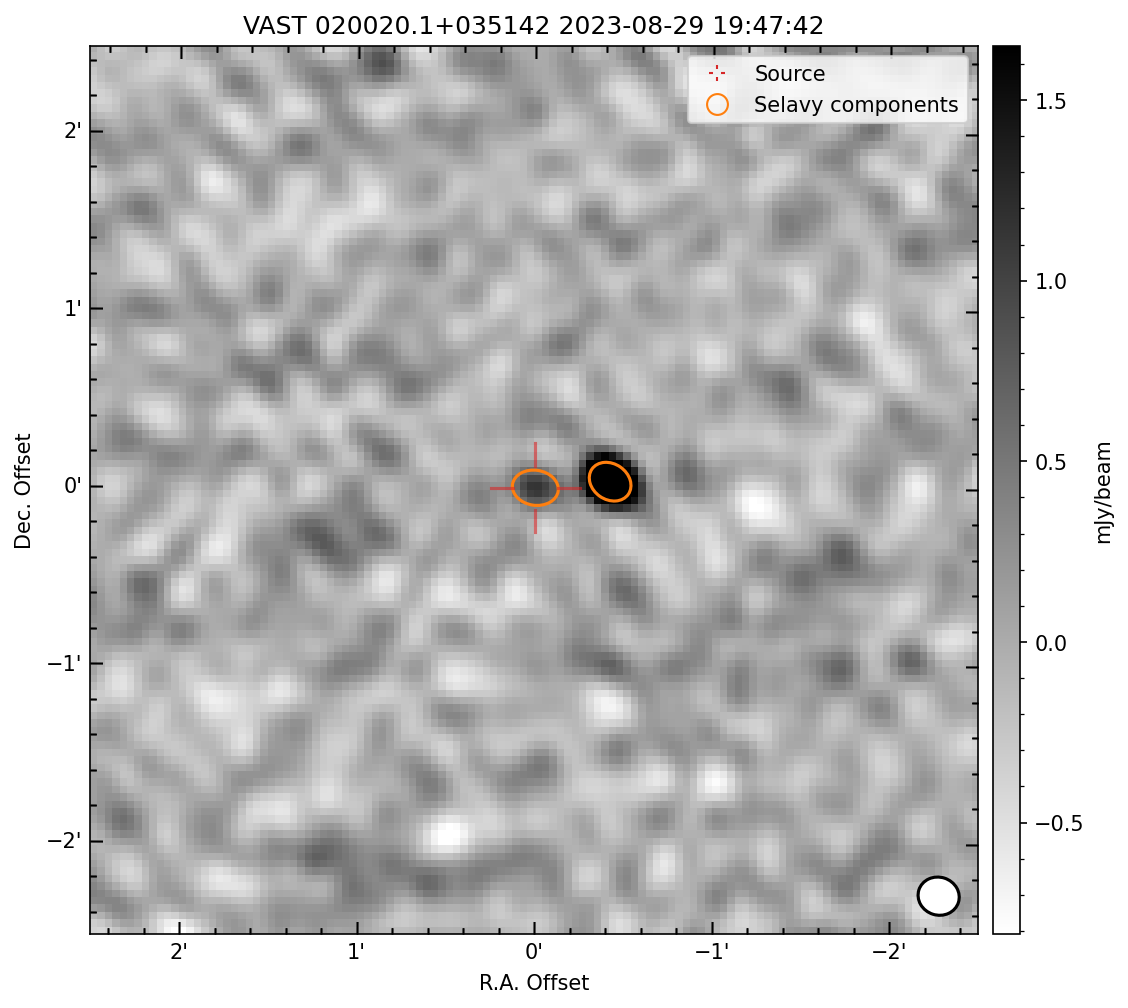 VAST 020020.1+035142 2023-08-29 19:47:42
Source
Selavy components
2'
1'
0'
−1'
−2'
Dec. Offset
2'
1'
0'
−1'
−2'
R.A. Offset
1.5
1.0
0.5
0.0
−0.5
mJy/beam